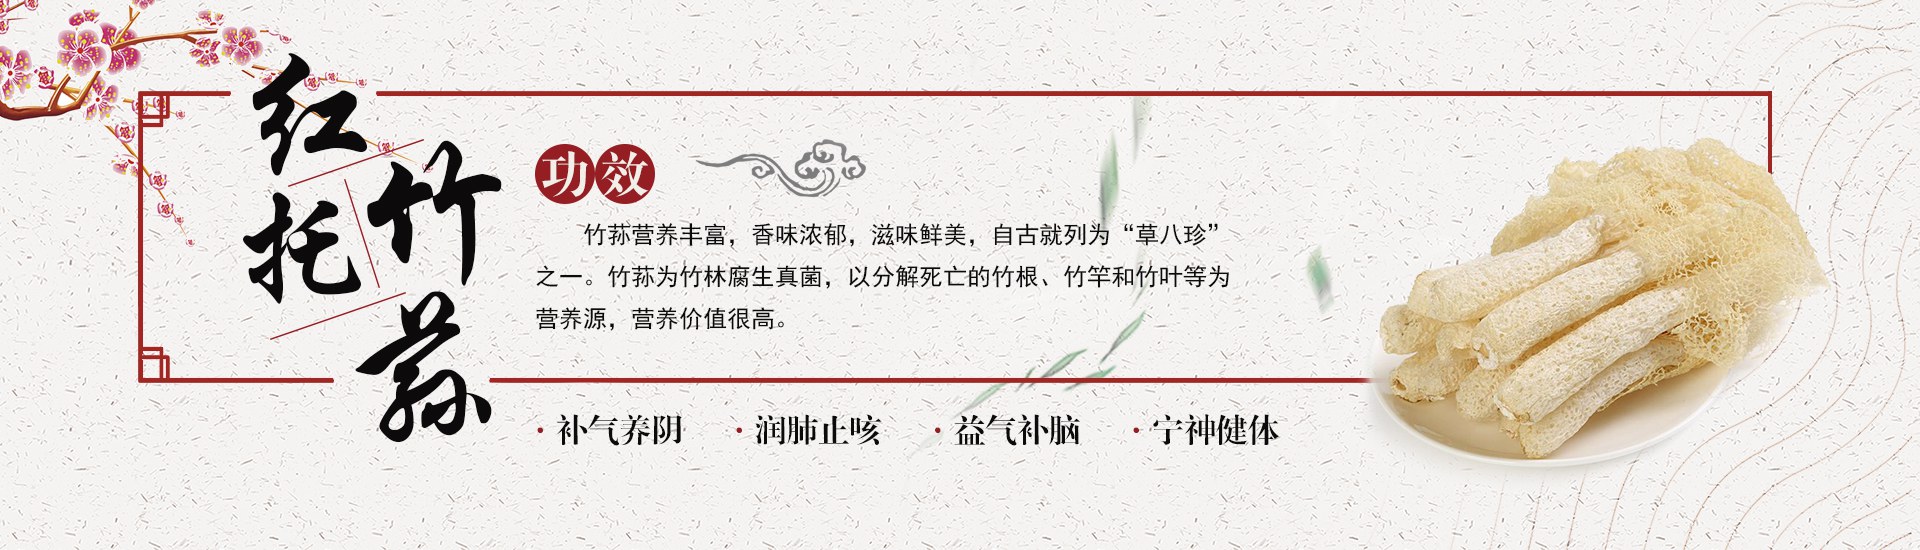 红托
竹荪
功效
竹荪营养丰富，香味浓郁，滋味鲜美，自古就列为“草八珍”
之一。竹荪为竹林腐生真菌，以分解死亡的竹根、竹竿和竹叶等为
营养源，营养价值很高。
·补气养阴 ·润肺止咳 ·益气补脑 ·宁神健体